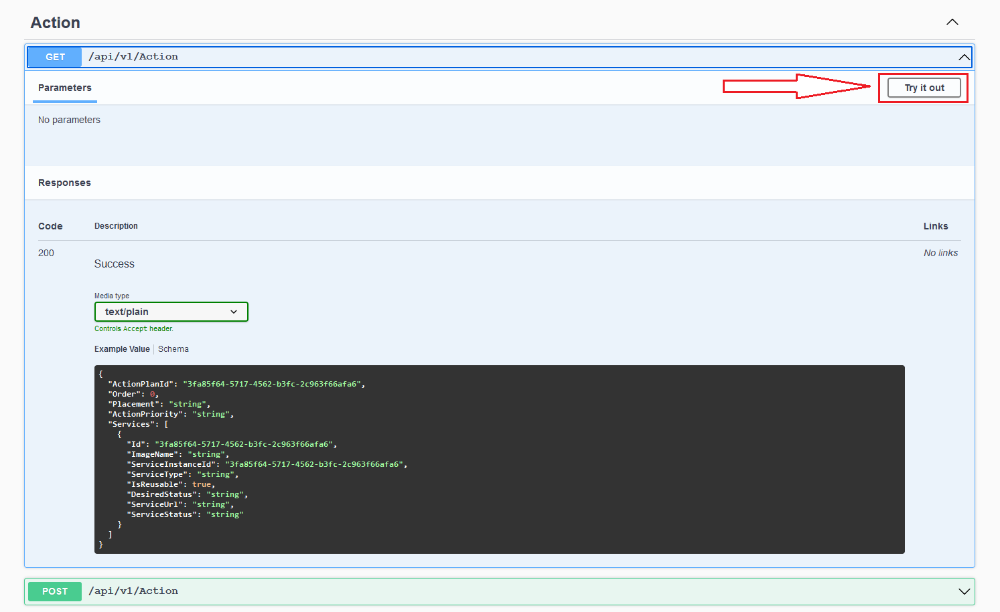 Action
GET /api/v1/Action
Parameters
Try it out
No parameters
Responses
Code Description Links
200 Success No links
Media type
text/plain
Controls Accept header.
Example Value Schema
{
  "ActionPlanId": "3fa85f64-5717-4562-b3fc-2c963f66afa6",
  "Order": 0,
  "Placement": "string",
  "ActionPriority": "string",
  "Services": [
    {
      "Id": "3fa85f64-5717-4562-b3fc-2c963f66afa6",
      "ImageName": "string",
      "ServiceInstanceId": "3fa85f64-5717-4562-b3fc-2c963f66afa6",
      "ServiceType": "string",
      "IsReusable": true,
      "DesiredStatus": "string",
      "ServiceUrl": "string",
      "ServiceStatus": "string"
    }
  ]
}
POST /api/v1/Action